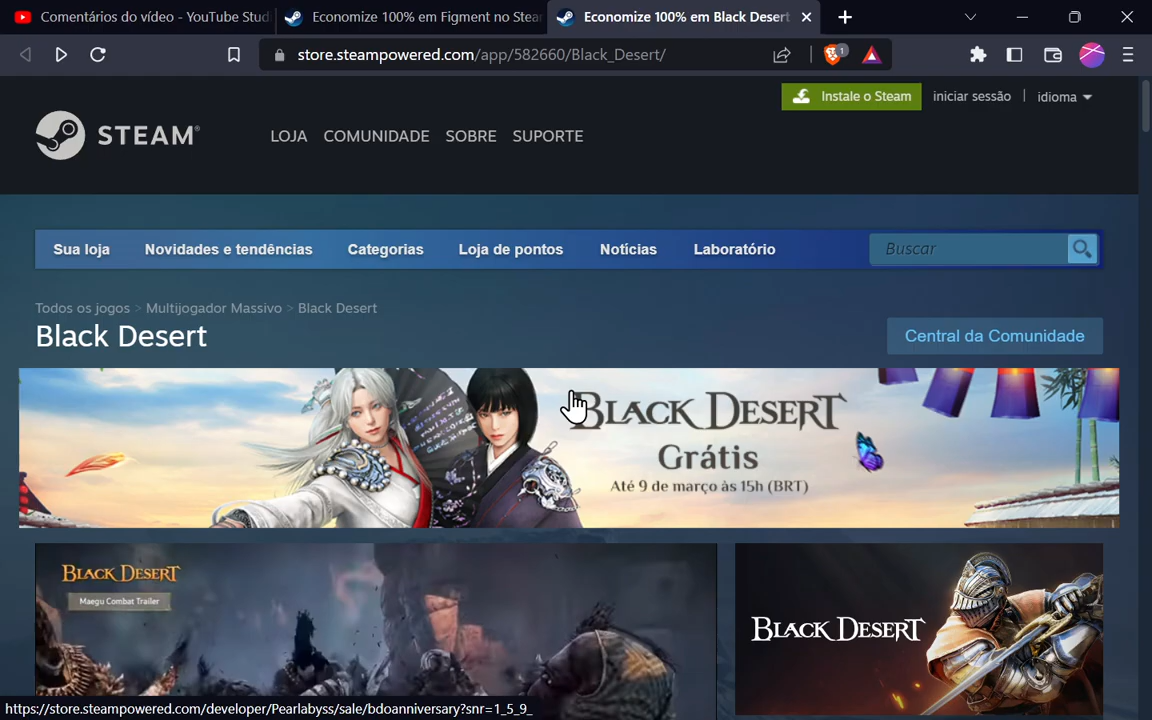 Comentários do vídeo - YouTube Stud
Economize 100% em Figment no Stear
Economize 100% em Black Desert
store.steampowered.com/app/582660/Black_Desert/
1
Instale o Steam
iniciar sessão
idioma
STEAM
LOJA
COMUNIDADE
SOBRE
SUPORTE
Sua loja
Novidades e tendências
Categorias
Loja de pontos
Notícias
Laboratório
Buscar
Todos os jogos > Multijogador Massivo > Black Desert
Black Desert
Central da Comunidade
BLACK DESERT
Grátis
Até 9 de março às 15h (BRT)
BLACK DESERT
Maegu Combat Trailer
BLACK DESERT
https://store.steampowered.com/developer/Pearlabyss/sale/bdoanniversary?snr=1_5_9_